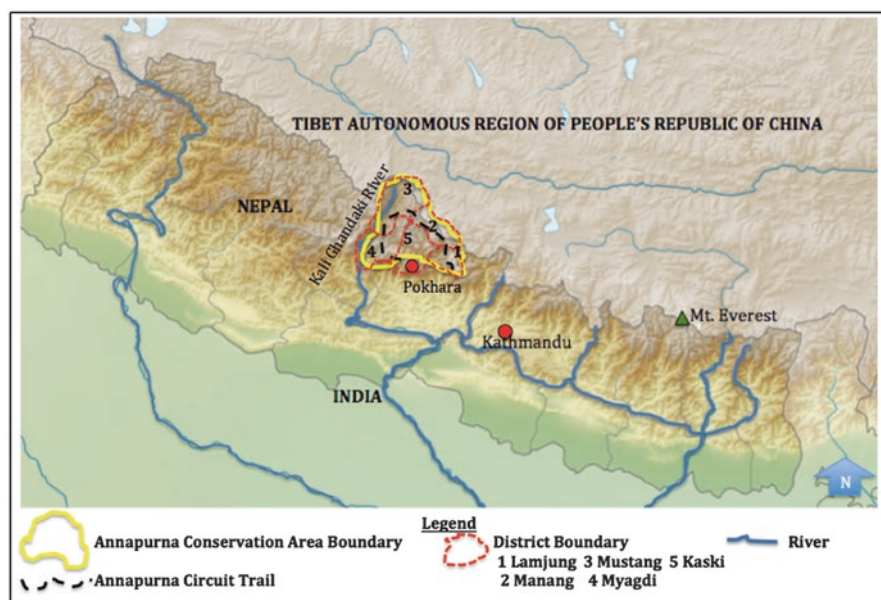 TIBET AUTONOMOUS REGION OF PEOPLE'S REPUBLIC OF CHINA
NEPAL
Kali Ghandaki River
3
2
5
4
1
Pokhara
Kathmandu
Mt. Everest
INDIA
N
Legend
Annapurna Conservation Area Boundary
Annapurna Circuit Trail
District Boundary
1 Lamjung 3 Mustang 5 Kaski
2 Manang 4 Myagdi
River